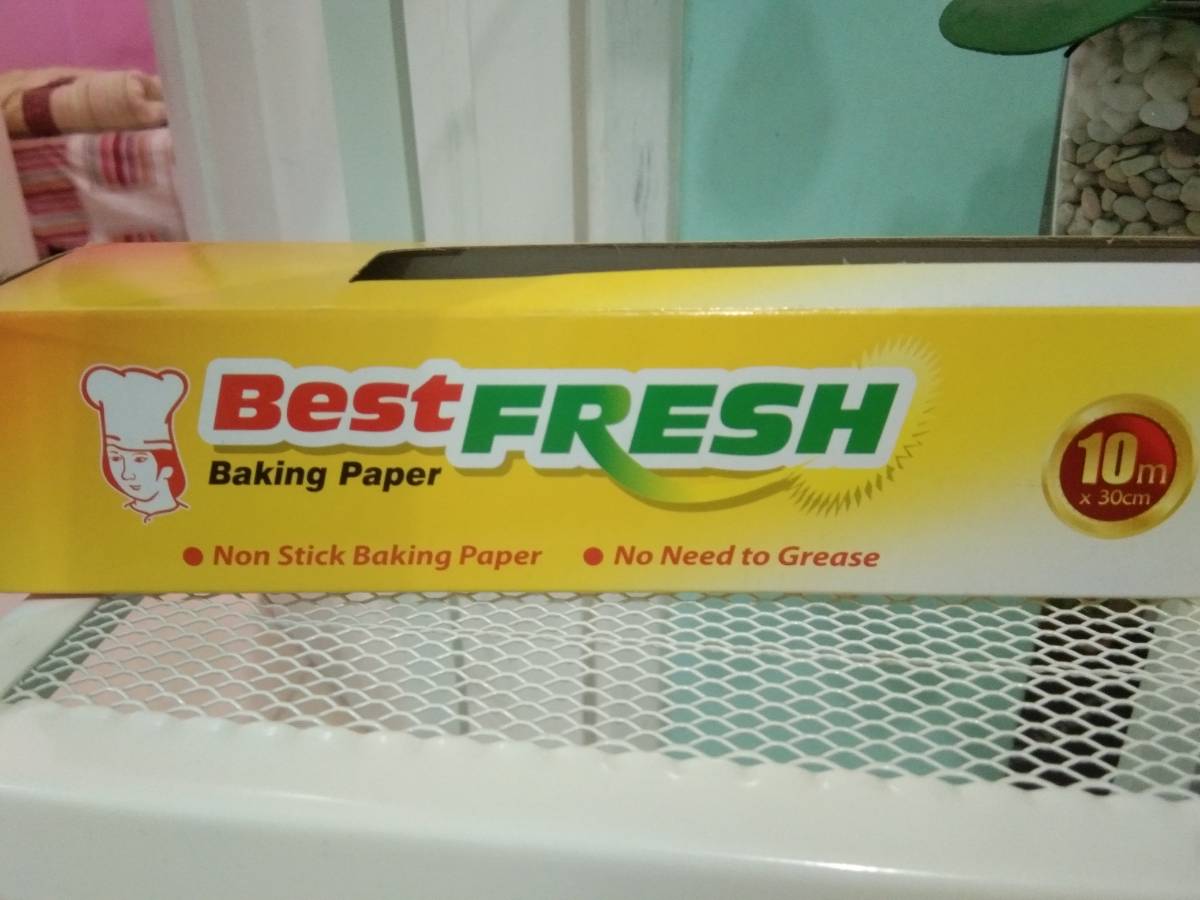 Best FRESH
Baking Paper
10m
x 30cm
• Non Stick Baking Paper • No Need to Grease